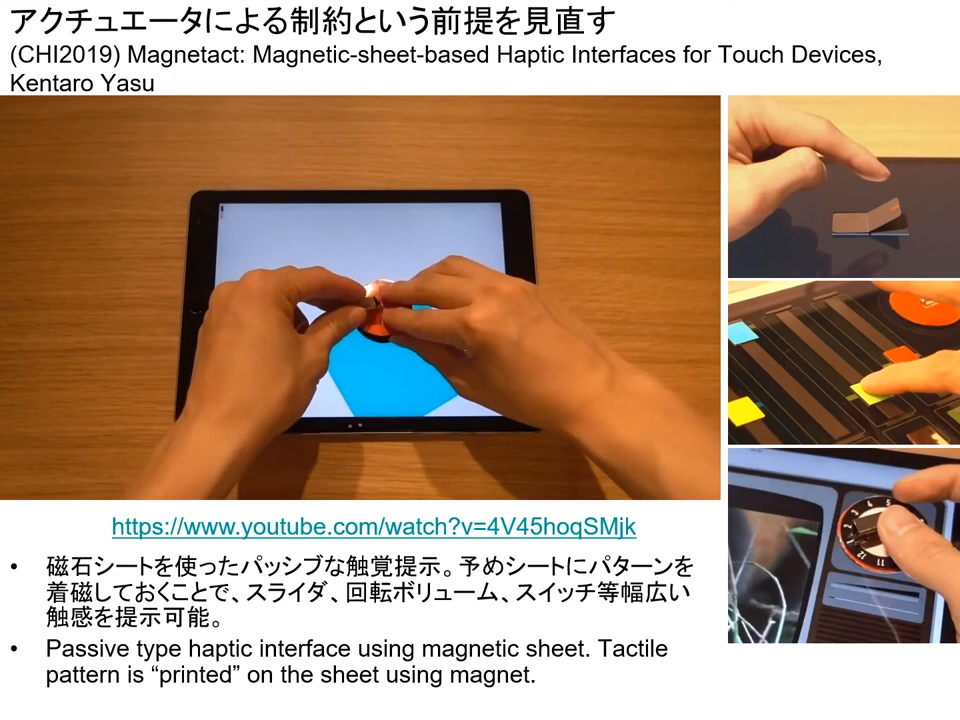 アクチュエータによる制約という前提を見直す
(CHI2019) Magnetact: Magnetic-sheet-based Haptic Interfaces for Touch Devices,
Kentaro Yasu
https://www.youtube.com/watch?v=4V45hoqSMjk
• 磁石シートを使ったパッシブな触覚提示。予めシートにパターンを
着磁しておくことで、スライダ、回転ボリューム、スイッチ等幅広い
触感を提示可能。
• Passive type haptic interface using magnetic sheet. Tactile
pattern is “printed” on the sheet using magnet.